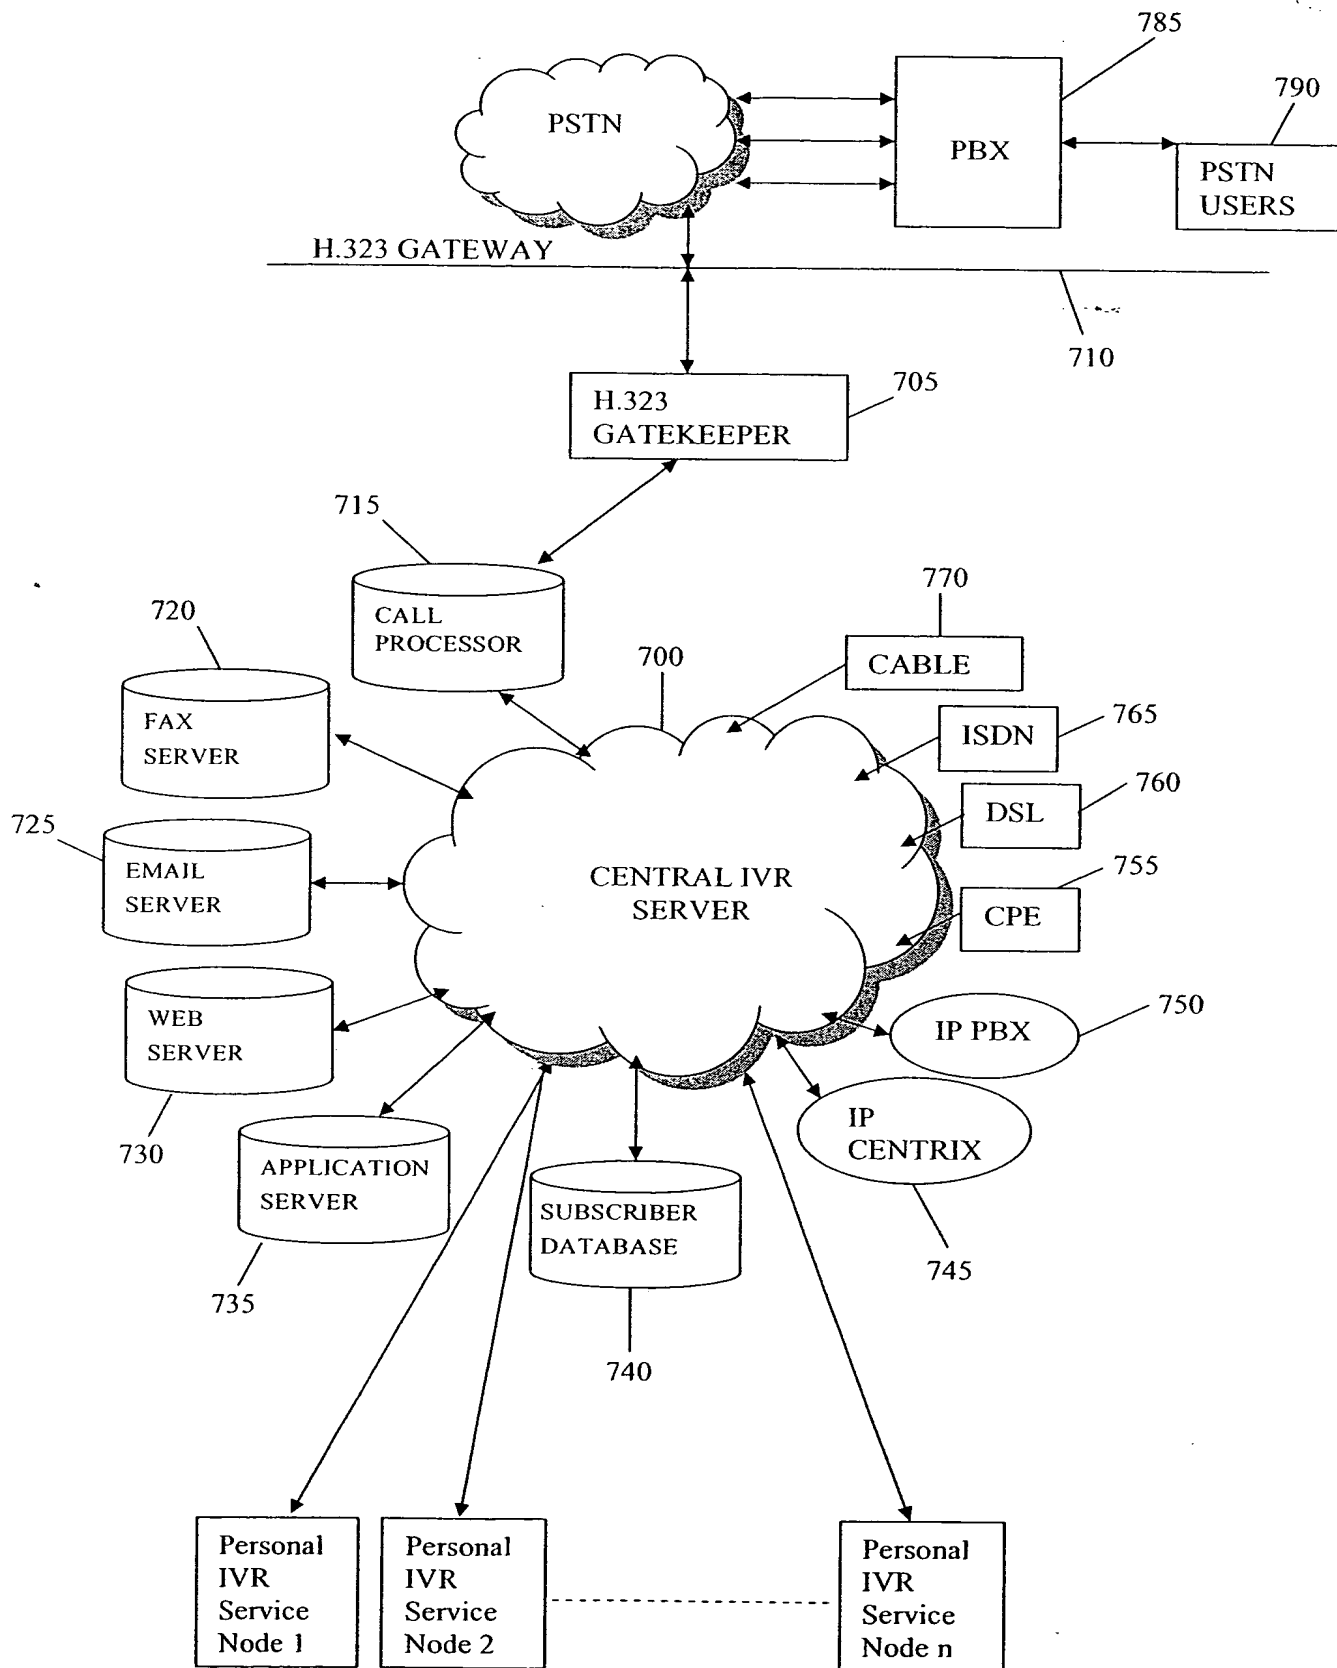 785
790
PSTN
PBX
PSTN
USERS
H.323 GATEWAY
710
705
H.323
GATEKEEPER
715
770
720
CALL
PROCESSOR
700
CABLE
765
FAX
SERVER
ISDN
760
725
DSL
EMAIL
SERVER
CENTRAL IVR
SERVER
755
CPE
WEB
SERVER
IP PBX
750
730
IP
CENTRIX
APPLICATION
SERVER
SUBSCRIBER
DATABASE
745
735
740
Personal
IVR
Service
Node 1
Personal
IVR
Service
Node 2
Personal
IVR
Service
Node n